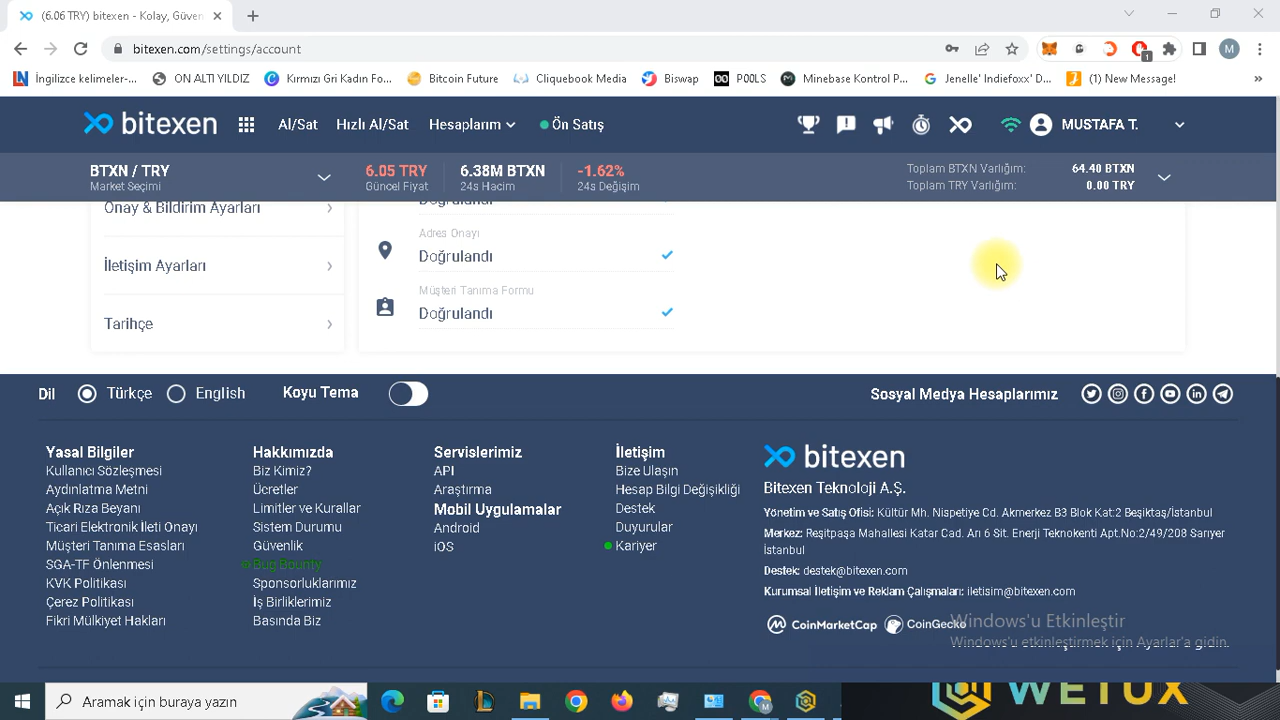 (6.06 TRY) bitexen - Kolay, Güven
bitexen.com/settings/account
İngilizce kelimeler-...
ON ALTI YILDIZ
Kırmızı Gri Kadın Fo...
Bitcoin Future
Cliquebook Media
Biswap
POOLS
Minebase Kontrol P...
Jenelle' Indiefoxx' D...
(1) New Message!
1
M
bitexen
Al/Sat
Hızlı Al/Sat
Hesaplarım
Ön Satış
MUSTAFA T.
BTXN / TRY
Market Seçimi
6.05 TRY
Güncel Fiyat
6.38M BTXN
24s Hacim
-1.62%
24s Değişim
Toplam BTXN Varlığım: 64.40 BTXN
Toplam TRY Varlığım: 0.00 TRY
Onay & Bildirim Ayarları
İletişim Ayarları
Tarihçe
Doğrulandı
Adres Onayı
Doğrulandı
Müşteri Tanıma Formu
Doğrulandı
Dil
Türkçe
English
Koyu Tema
Sosyal Medya Hesaplarımız
Yasal Bilgiler
Kullanıcı Sözleşmesi
Aydınlatma Metni
Açık Rıza Beyanı
Ticari Elektronik İleti Onayı
Müşteri Tanıma Esasları
SGA-TF Önlenmesi
KVK Politikası
Çerez Politikası
Fikri Mülkiyet Hakları
Hakkımızda
Biz Kimiz?
Ücretler
Limitler ve Kurallar
Sistem Durumu
Güvenlik
Bug Bounty
Sponsorluklarımız
İş Birliklerimiz
Basında Biz
Servislerimiz
API
Araştırma
Mobil Uygulamalar
Android
iOS
İletişim
Bize Ulaşın
Hesap Bilgi Değişikliği
Destek
Duyurular
Kariyer
bitexen
Bitexen Teknoloji A.Ş.
Yönetim ve Satış Ofisi: Kültür Mh. Nispetiye Cd. Akmerkez B3 Blok Kat:2 Beşiktaş/İstanbul
Merkez: Reşitpaşa Mahallesi Katar Cad. Arı 6 Sit. Enerji Teknokenti Apt.No:2/49/208 Sarıyer
İstanbul
Destek: destek@bitexen.com
Kurumsal İletişim ve Reklam Çalışmaları: iletisim@bitexen.com
CoinMarketCap
CoinGecko
Windows'u Etkinleştir
Windows'u etkinleştirmek için Ayarlar'a gidin.
Aramak için buraya yazın
WETUX